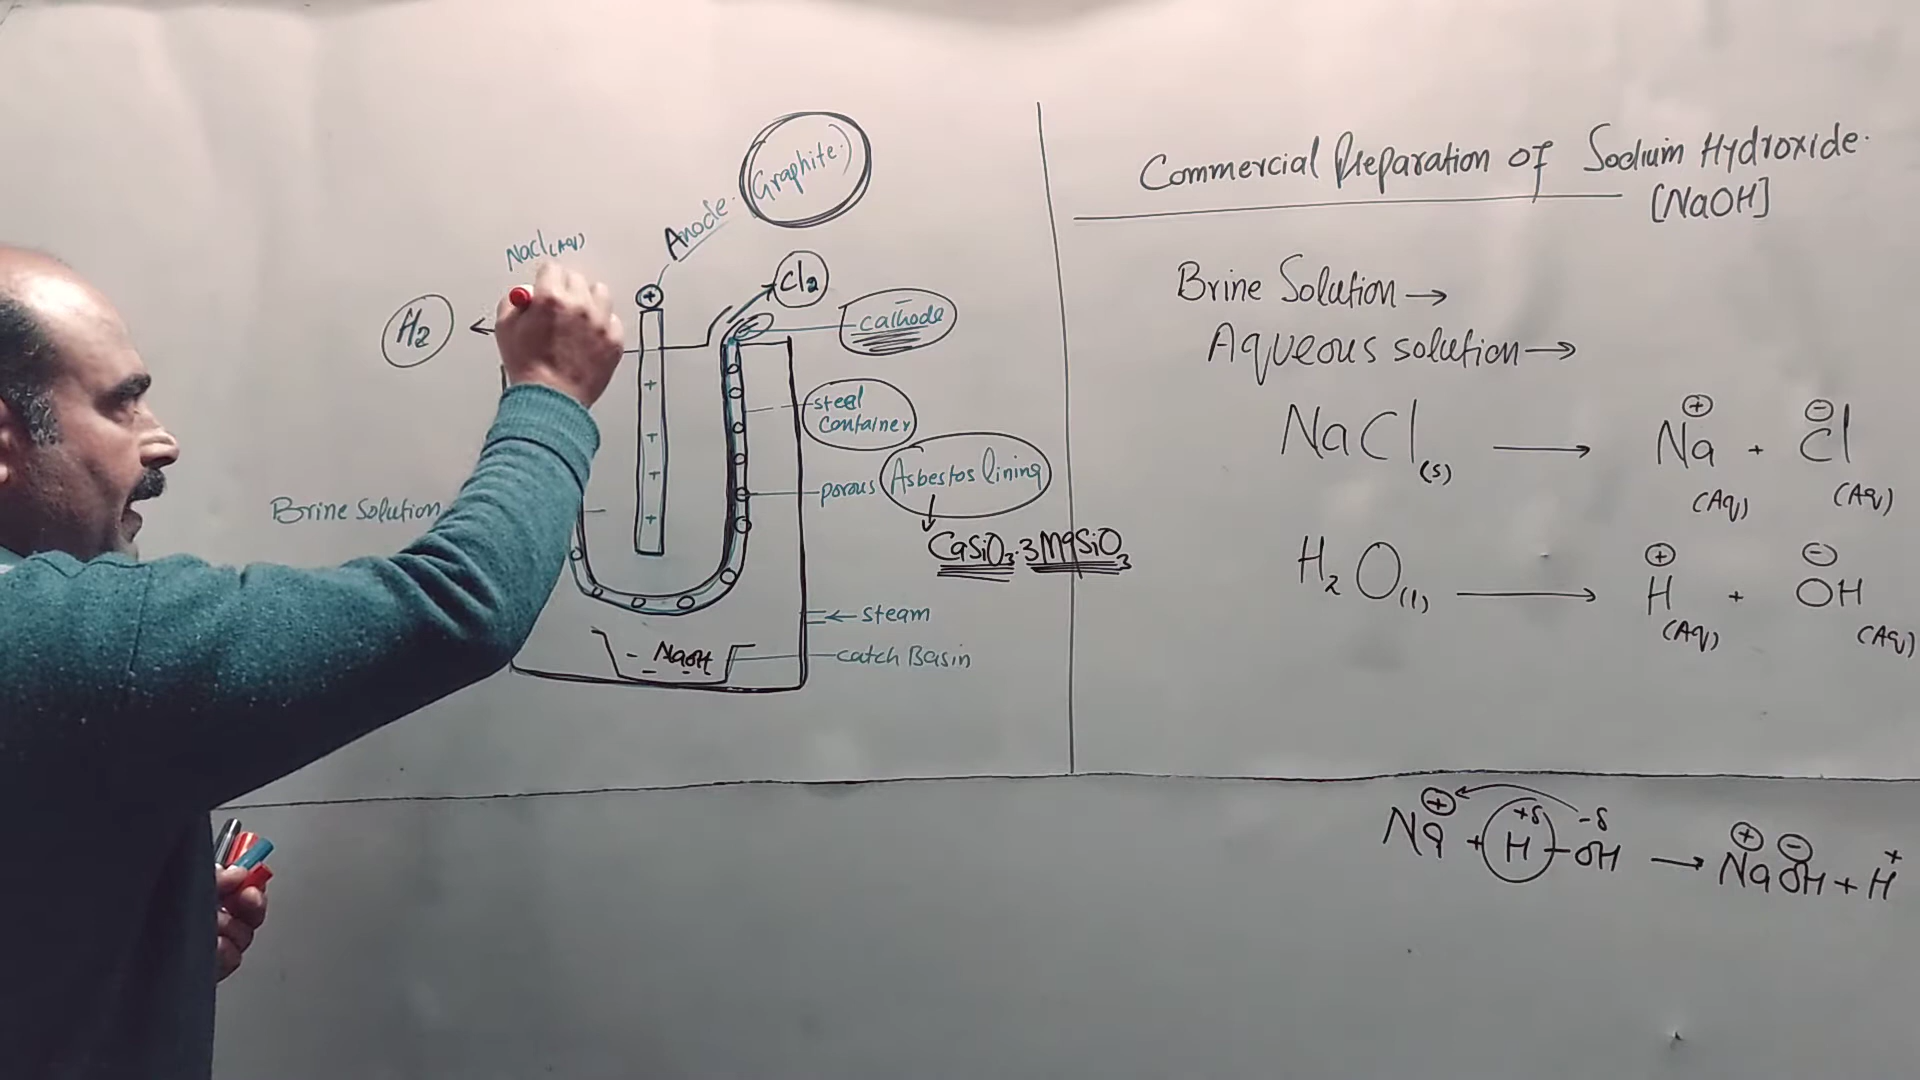 Graphite.
Anode.
NaCl(Aq)
+
Cl₂
H₂
cathode
+
steel
container
+
+
porous Asbestos lining
Brine Solution
+
CaSiO₃.3MgSiO₃
steam
- NaOH
catch Basin
Commercial Preparation of Sodium Hydroxide.
[NaOH]
Brine Solution →
Aqueous solution →
NaCl(s) → Na⊕(Aq) + Cl⊖(Aq)
H₂O(l) → H⊕(Aq) + OH⊖(Aq)
Na⊕ + H+δ - OH-δ → Na⊕OH⊖ + H+